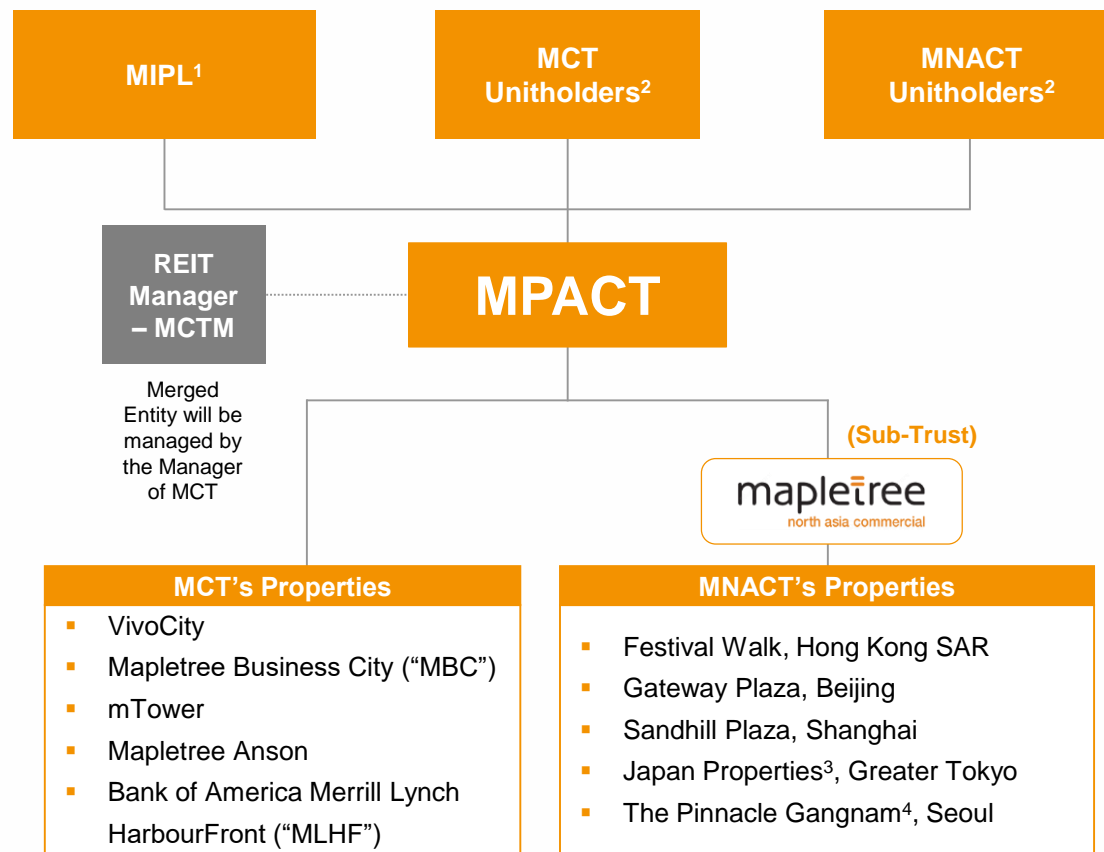 MIPL¹
MCT
Unitholders²
MNACT
Unitholders²
REIT
Manager
– MCTM
MPACT
Merged
Entity will be
managed by
the Manager
of MCT
(Sub-Trust)
mapletree
north asia commercial
MCT’s Properties
▪ VivoCity
▪ Mapletree Business City (“MBC”)
▪ mTower
▪ Mapletree Anson
▪ Bank of America Merrill Lynch
HarbourFront (“MLHF”)
MNACT’s Properties
▪ Festival Walk, Hong Kong SAR
▪ Gateway Plaza, Beijing
▪ Sandhill Plaza, Shanghai
▪ Japan Properties³, Greater Tokyo
▪ The Pinnacle Gangnam⁴, Seoul